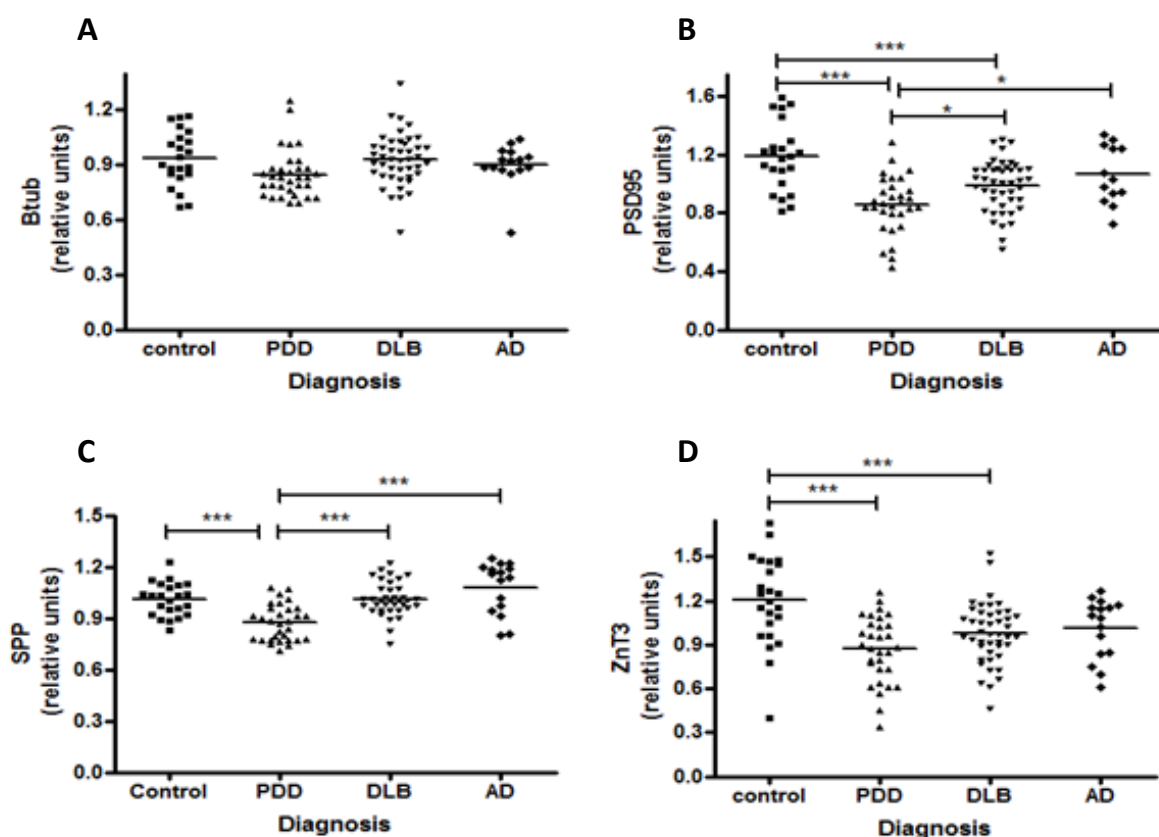 A
Btub
(relative units)
1.2
0.9
0.6
0.3
0.0
control PDD DLB AD
Diagnosis
B
***
***
*
*
PSD95
(relative units)
1.6
1.2
0.8
0.4
0.0
control PDD DLB AD
Diagnosis
C
***
***
***
SPP
(relative units)
1.5
1.2
0.9
0.6
0.3
0.0
Control PDD DLB AD
Diagnosis
D
***
***
ZnT3
(relative units)
1.5
1.2
0.9
0.6
0.3
0.0
control PDD DLB AD
Diagnosis